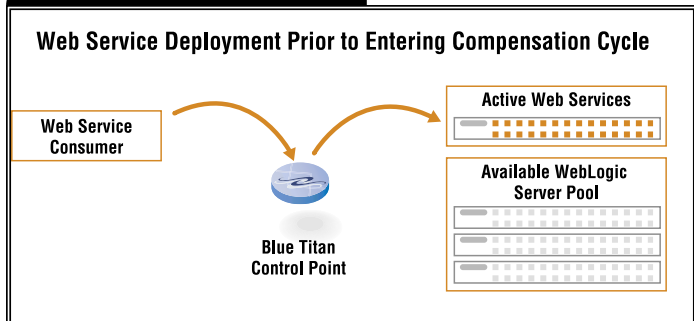 Web Service Deployment Prior to Entering Compensation Cycle
Web Service
Consumer
Blue Titan
Control Point
Active Web Services
Available WebLogic
Server Pool